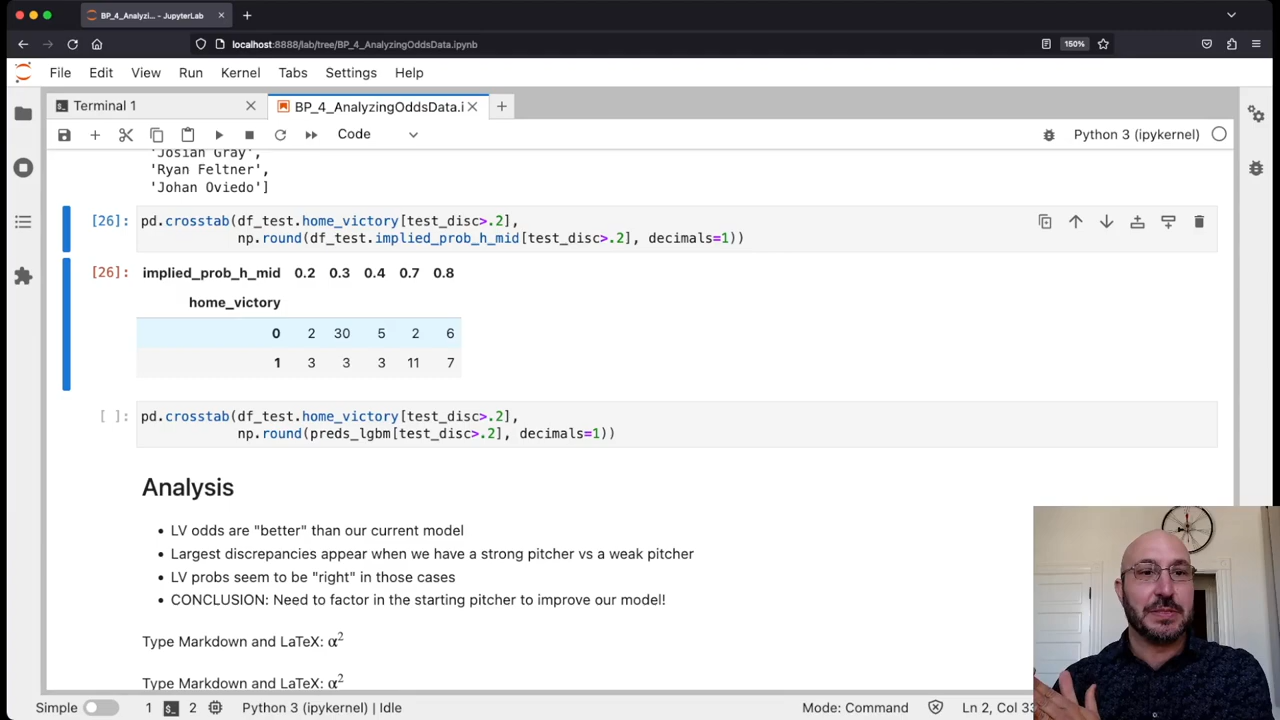 BP_4_Analyzi... - JupyterLab
localhost:8888/lab/tree/BP_4_AnalyzingOddsData.ipynb
150%
File Edit View Run Kernel Tabs Settings Help
Terminal 1
BP_4_AnalyzingOddsData.i
Code
Python 3 (ipykernel)
'Josiah Gray',
'Ryan Feltner',
'Johan Oviedo']
[26]: pd.crosstab(df_test.home_victory[test_disc>.2],
np.round(df_test.implied_prob_h_mid[test_disc>.2], decimals=1))
[26]: implied_prob_h_mid 0.2 0.3 0.4 0.7 0.8
home_victory
0 2 30 5 2 6
1 3 3 3 11 7
[ ]: pd.crosstab(df_test.home_victory[test_disc>.2],
np.round(preds_lgbm[test_disc>.2], decimals=1))
Analysis
• LV odds are "better" than our current model
• Largest discrepancies appear when we have a strong pitcher vs a weak pitcher
• LV probs seem to be "right" in those cases
• CONCLUSION: Need to factor in the starting pitcher to improve our model!
Type Markdown and LaTeX: α²
Type Markdown and LaTeX: α²
Simple 1 2 Python 3 (ipykernel) | Idle Mode: Command Ln 2, Col 33